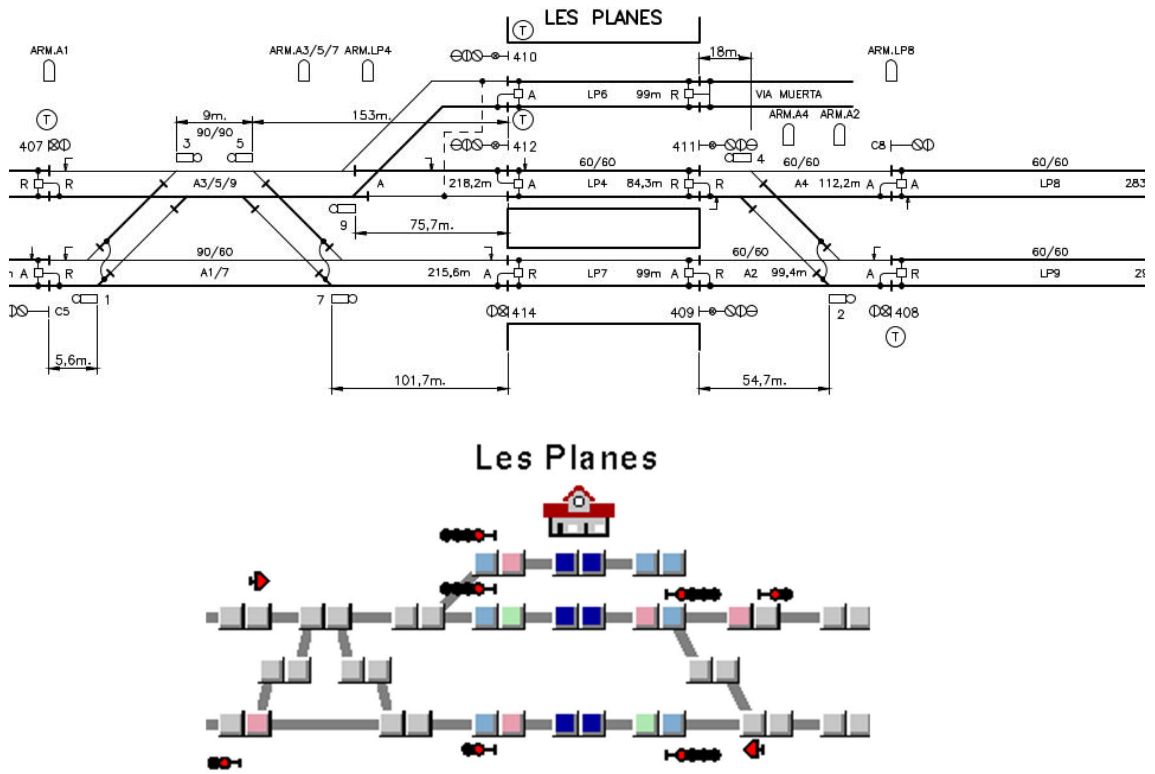 LES PLANES
T
ARM.A1
ARM.A3/5/7
ARM.LP4
410
18m.
ARM.LP8
A
LP6
99m
R
VIA MUERTA
9m.
153m.
90/90
T
T
ARM.A4
ARM.A2
407
3
5
412
411
4
C8
60/60
60/60
60/60
R
R
A3/5/9
A
218,2m
A
LP4
84,3m
R
R
A4
112,2m
A
A
LP8
283
9
75,7m.
90/60
60/60
60/60
A
R
A1/7
215,6m
A
R
LP7
99m
A
R
A2
99,4m
A
R
LP9
29
C5
1
7
414
409
2
408
T
5,6m.
101,7m.
54,7m.
Les Planes